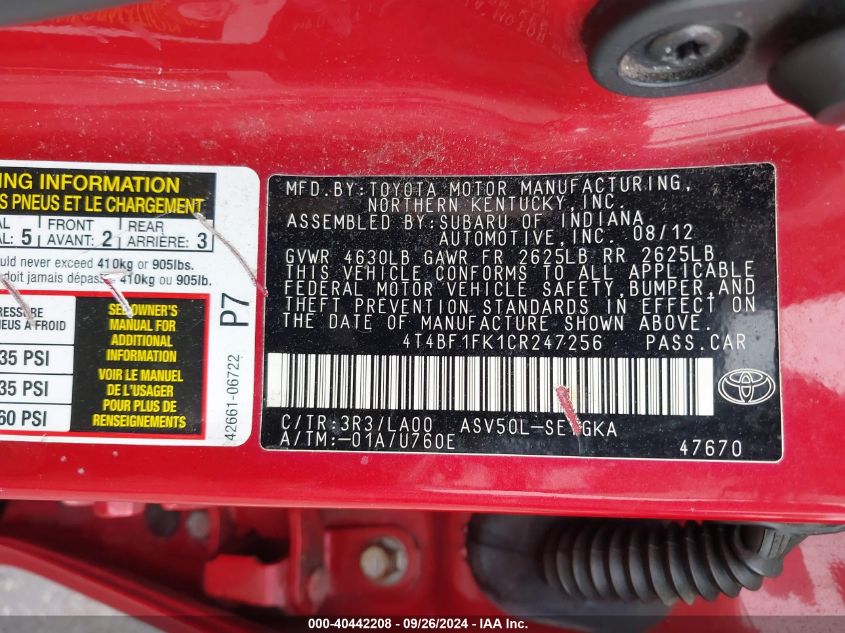 NG INFORMATION
S PNEUS ET LE CHARGEMENT
AL FRONT REAR
AL: 5 AVANT: 2 ARRIÈRE: 3
uld never exceed 410kg or 905lbs.
doit jamais dépasse 410kg ou 905lb.
RESSURE
NEUS À FROID
35 PSI
35 PSI
60 PSI
SEE OWNER'S
MANUAL FOR
ADDITIONAL
INFORMATION
VOIR LE MANUEL
DE L'USAGER
POUR PLUS DE
RENSEIGNEMENTS
42661-06722 P7
MFD.BY:TOYOTA MOTOR MANUFACTURING,
NORTHERN KENTUCKY,INC.
ASSEMBLED BY:SUBARU OF INDIANA
AUTOMOTIVE,INC. 08/12
GVWR 4630LB GAWR FR 2625LB RR 2625LB
THIS VEHICLE CONFORMS TO ALL APPLICABLE
FEDERAL MOTOR VEHICLE SAFETY,BUMPER,AND
THEFT PREVENTION STANDARDS IN EFFECT ON
THE DATE OF MANUFACTURE SHOWN ABOVE.
4T4BF1FK1CR247256 PASS.CAR
C/TR:3R3/LA00 ASV50L-
A/TM:-01A/U760E 47670
TOYOTA
000-40442208 - 09/26/2024 - IAA Inc.